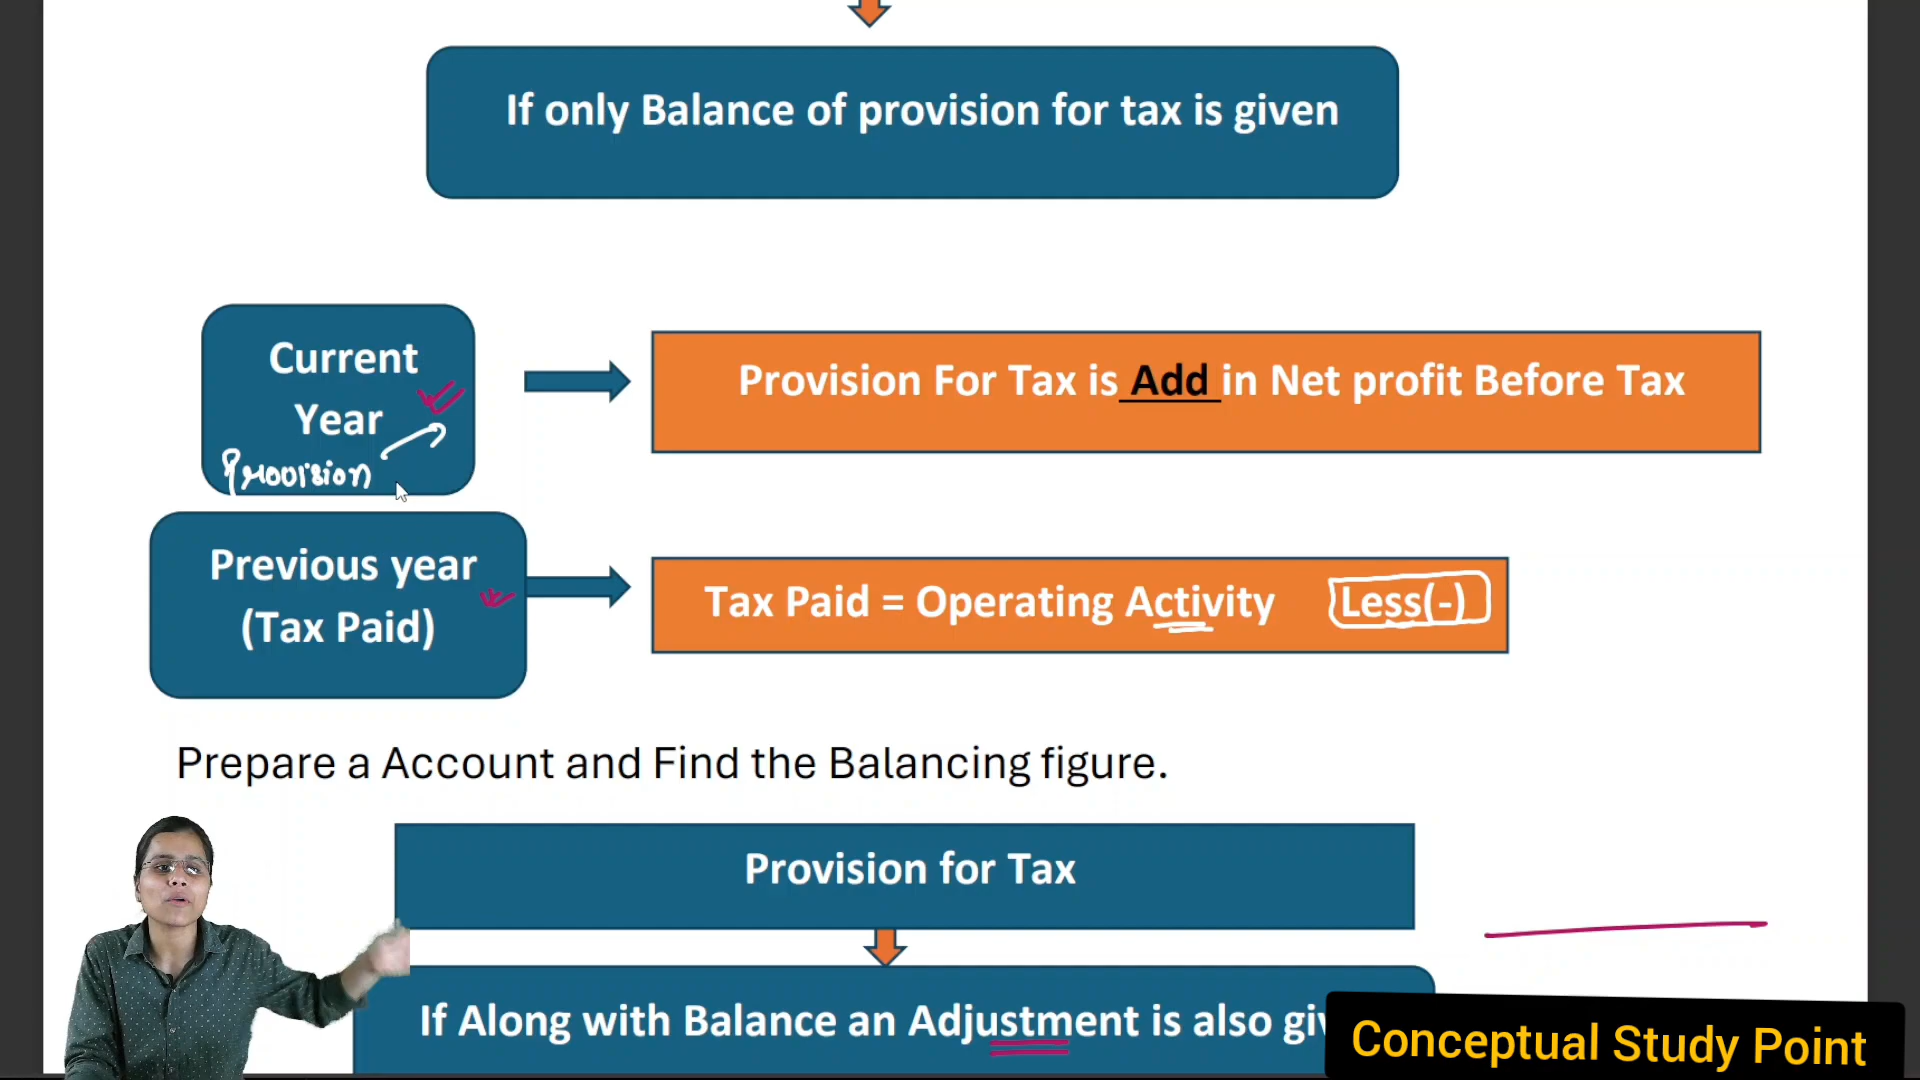 If only Balance of provision for tax is given
Current
Year
Provision
Provision For Tax is Add in Net profit Before Tax
Previous year
(Tax Paid)
Tax Paid = Operating Activity Less(-)
Prepare a Account and Find the Balancing figure.
Provision for Tax
If Along with Balance an Adjustment is also giv
Conceptual Study Point